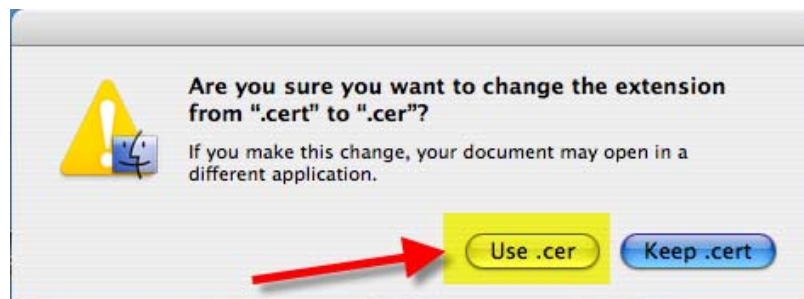 Are you sure you want to change the extension
from “.cert” to “.cer”?
If you make this change, your document may open in a
different application.
Use .cer Keep .cert